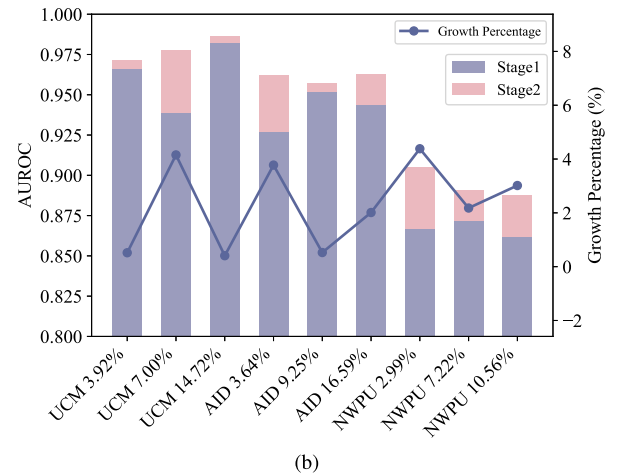 1.000
0.975
0.950
0.925
0.900
0.875
0.850
0.825
0.800
AUROC
Growth Percentage
Stage1
Stage2
8
6
4
2
0
−2
Growth Percentage (%)
UCM 3.92%
UCM 7.00%
UCM 14.72%
AID 3.64%
AID 9.25%
AID 16.59%
NWPU 2.99%
NWPU 7.22%
NWPU 10.56%
(b)